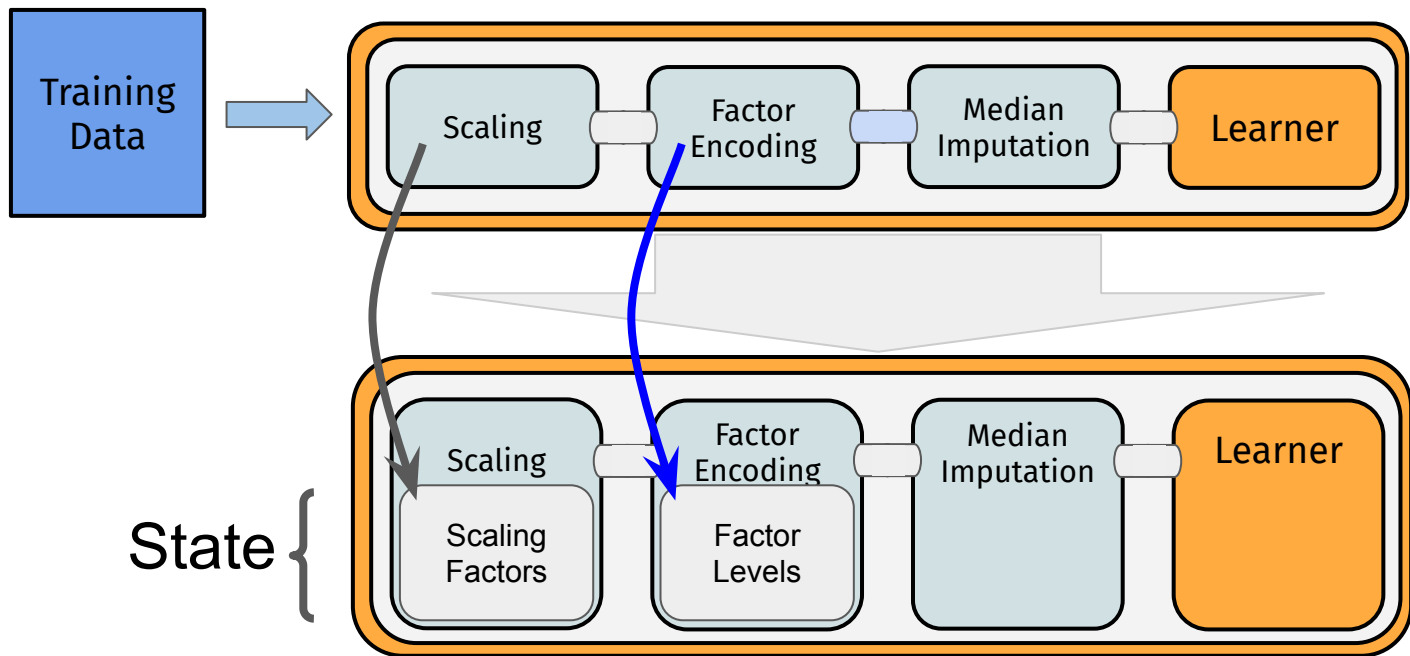 Training
Data
Scaling
Factor
Encoding
Median
Imputation
Learner
Scaling
Factor
Encoding
Median
Imputation
Learner
State
Scaling
Factors
Factor
Levels